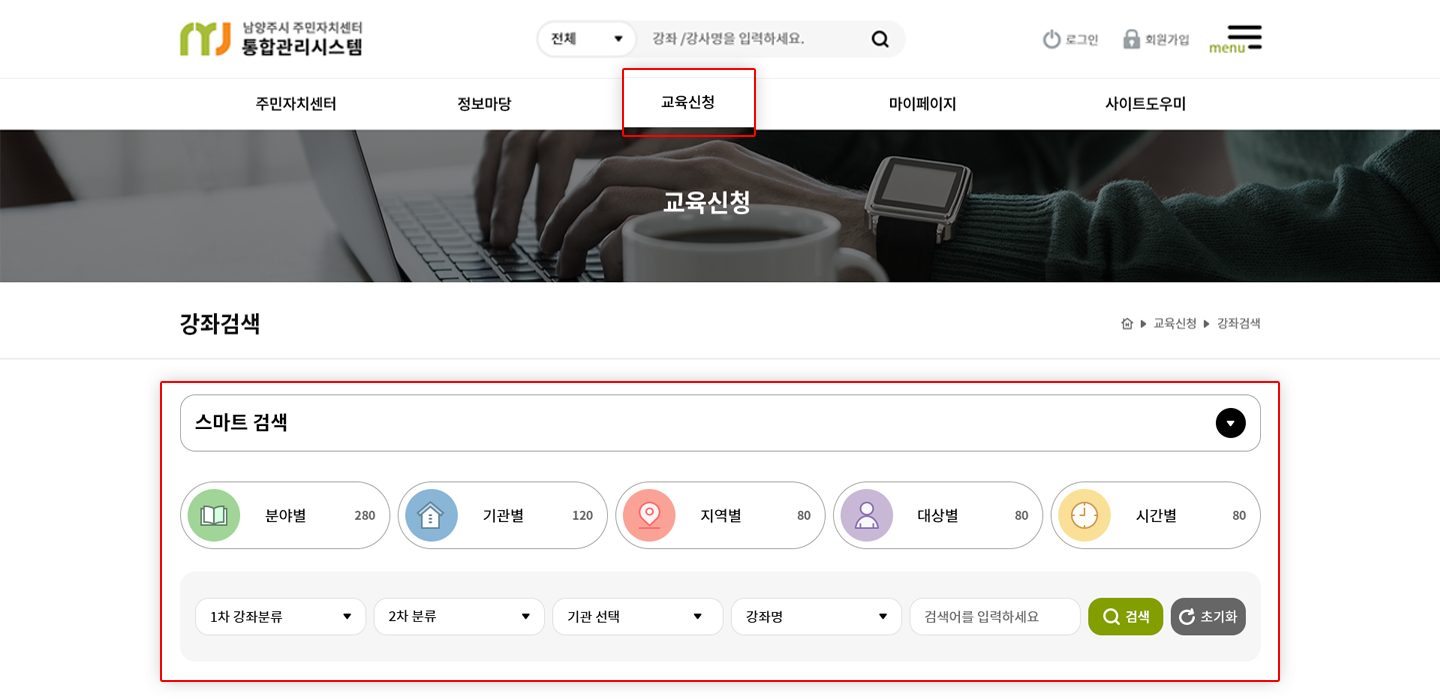 남양주시 주민자치센터
통합관리시스템
전체
강좌 /강사명을 입력하세요.
로그인
회원가입
menu
주민자치센터
정보마당
교육신청
마이페이지
사이트도우미
교육신청
강좌검색
교육신청
강좌검색
스마트 검색
분야별 280
기관별 120
지역별 80
대상별 80
시간별 80
1차 강좌분류
2차 분류
기관 선택
강좌명
검색어를 입력하세요
검색
초기화